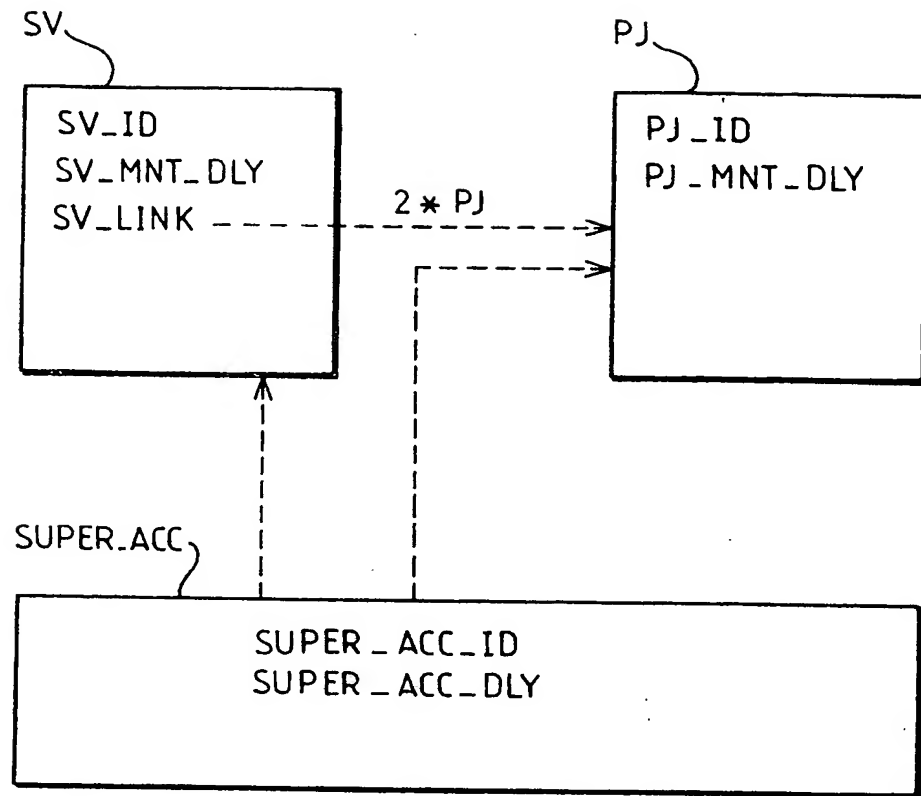 SV
SV_ID
SV_MNT_DLY
SV_LINK
2 * PJ
PJ
PJ_ID
PJ_MNT_DLY
SUPER_ACC
SUPER_ACC_ID
SUPER_ACC_DLY